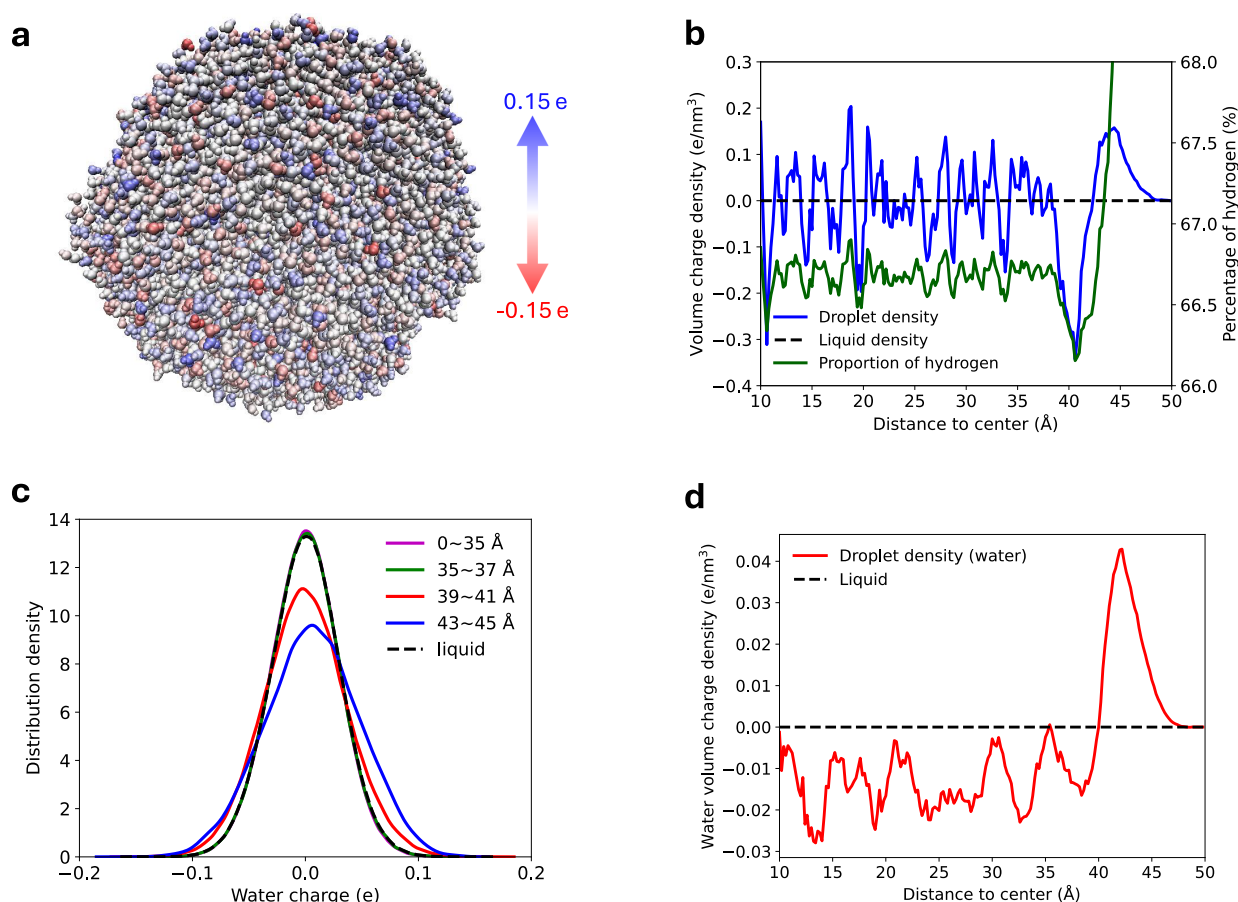 a
0.15 e
-0.15 e
b
Volume charge density (e/nm³)
0.3
0.2
0.1
0.0
−0.1
−0.2
−0.3
−0.4
68.0
67.5
67.0
66.5
66.0
Percentage of hydrogen (%)
Droplet density
Liquid density
Proportion of hydrogen
10 15 20 25 30 35 40 45 50
Distance to center (Å)
c
Distribution density
14
12
10
8
6
4
2
0
0~35 Å
35~37 Å
39~41 Å
43~45 Å
liquid
−0.2 −0.1 0.0 0.1 0.2
Water charge (e)
d
Water volume charge density (e/nm³)
0.04
0.03
0.02
0.01
0.00
−0.01
−0.02
−0.03
Droplet density (water)
Liquid
10 15 20 25 30 35 40 45 50
Distance to center (Å)